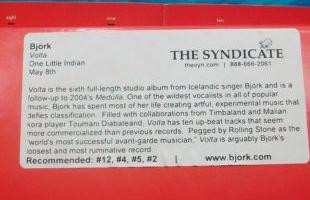 Bjork
Volta
One Little Indian
May 8th
THE SYNDICATE
thesyn.com | 888-666-2061
Volta is the sixth full-length studio album from Icelandic singer Bjork and is a
follow-up to 2004's Medulla. One of the wildest vocalists in all of popular
music, Bjork has spent most of her life creating artful, experimental music that
defies classification. Filled with collaborations from Timbaland and Malian
kora player Toumani Diabateand, Volta has ten up-beat tracks that seem
more commercialized than previous records. Pegged by Rolling Stone as the
"world's most successful avant-garde musician," Volta is arguably Bjork's
loosest and most ruminative record.
Recommended: #12, #4, #5, #2 | www.bjork.com